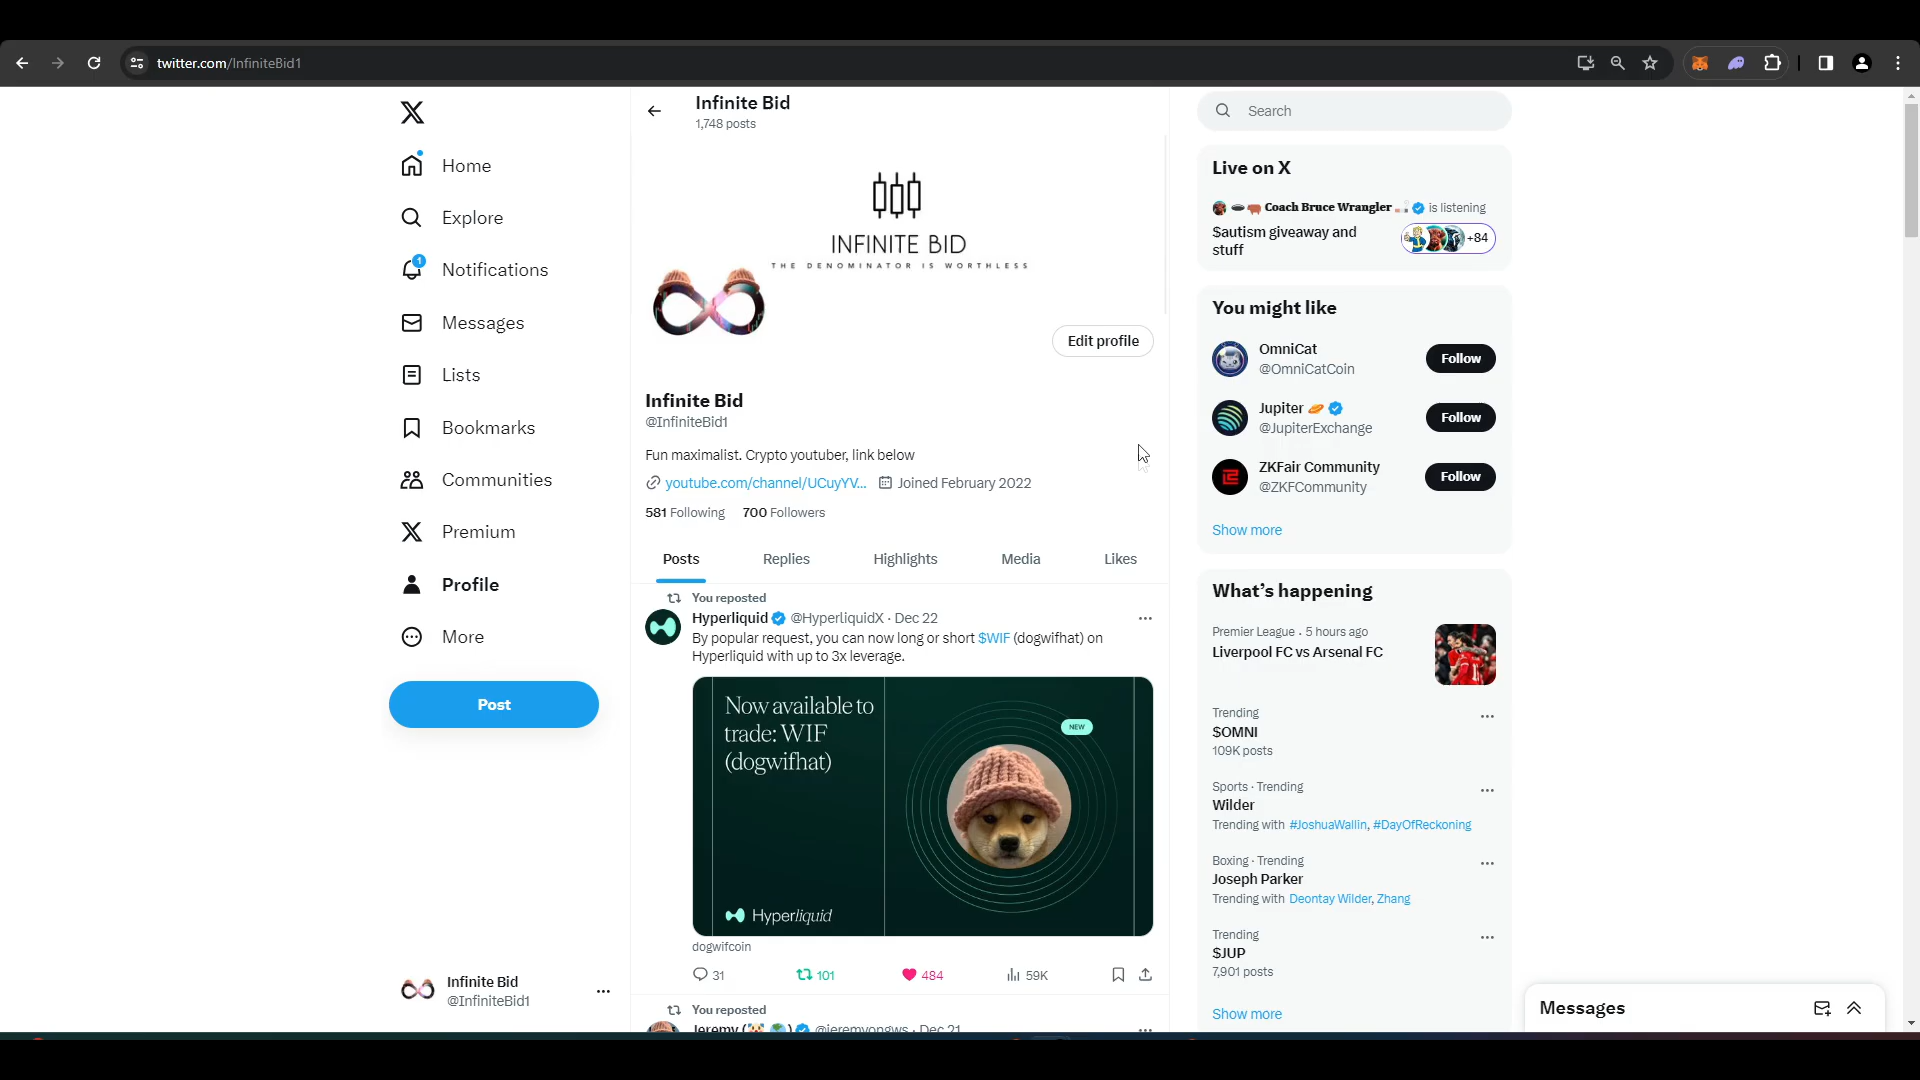 twitter.com/InfiniteBid1
Infinite Bid
1,748 posts
Home
Explore
1
Notifications
Messages
Lists
Bookmarks
Communities
Premium
Profile
More
Post
Infinite Bid
@InfiniteBid1
INFINITE BID
THE DENOMINATOR IS WORTHLESS
Edit profile
Infinite Bid
@InfiniteBid1
Fun maximalist. Crypto youtuber, link below
youtube.com/channel/UCuyYV... Joined February 2022
581 Following 700 Followers
Posts Replies Highlights Media Likes
You reposted
Hyperliquid @HyperliquidX · Dec 22
By popular request, you can now long or short $WIF (dogwifhat) on
Hyperliquid with up to 3x leverage.
Now available to
trade: WIF
(dogwifhat)
NEW
Hyperliquid
dogwifcoin
31 101 484 59K
You reposted
Jeremy @jeremyongws · Dec 21
Search
Live on X
Coach Bruce Wrangler is listening
$autism giveaway and
stuff
+84
You might like
OmniCat
@OmniCatCoin
Follow
Jupiter
@JupiterExchange
Follow
ZKFair Community
@ZKFCommunity
Follow
Show more
What's happening
Premier League · 5 hours ago
Liverpool FC vs Arsenal FC
Trending
$OMNI
109K posts
Sports · Trending
Wilder
Trending with #JoshuaWallin, #DayOfReckoning
Boxing · Trending
Joseph Parker
Trending with Deontay Wilder, Zhang
Trending
$JUP
7,901 posts
Show more
Messages